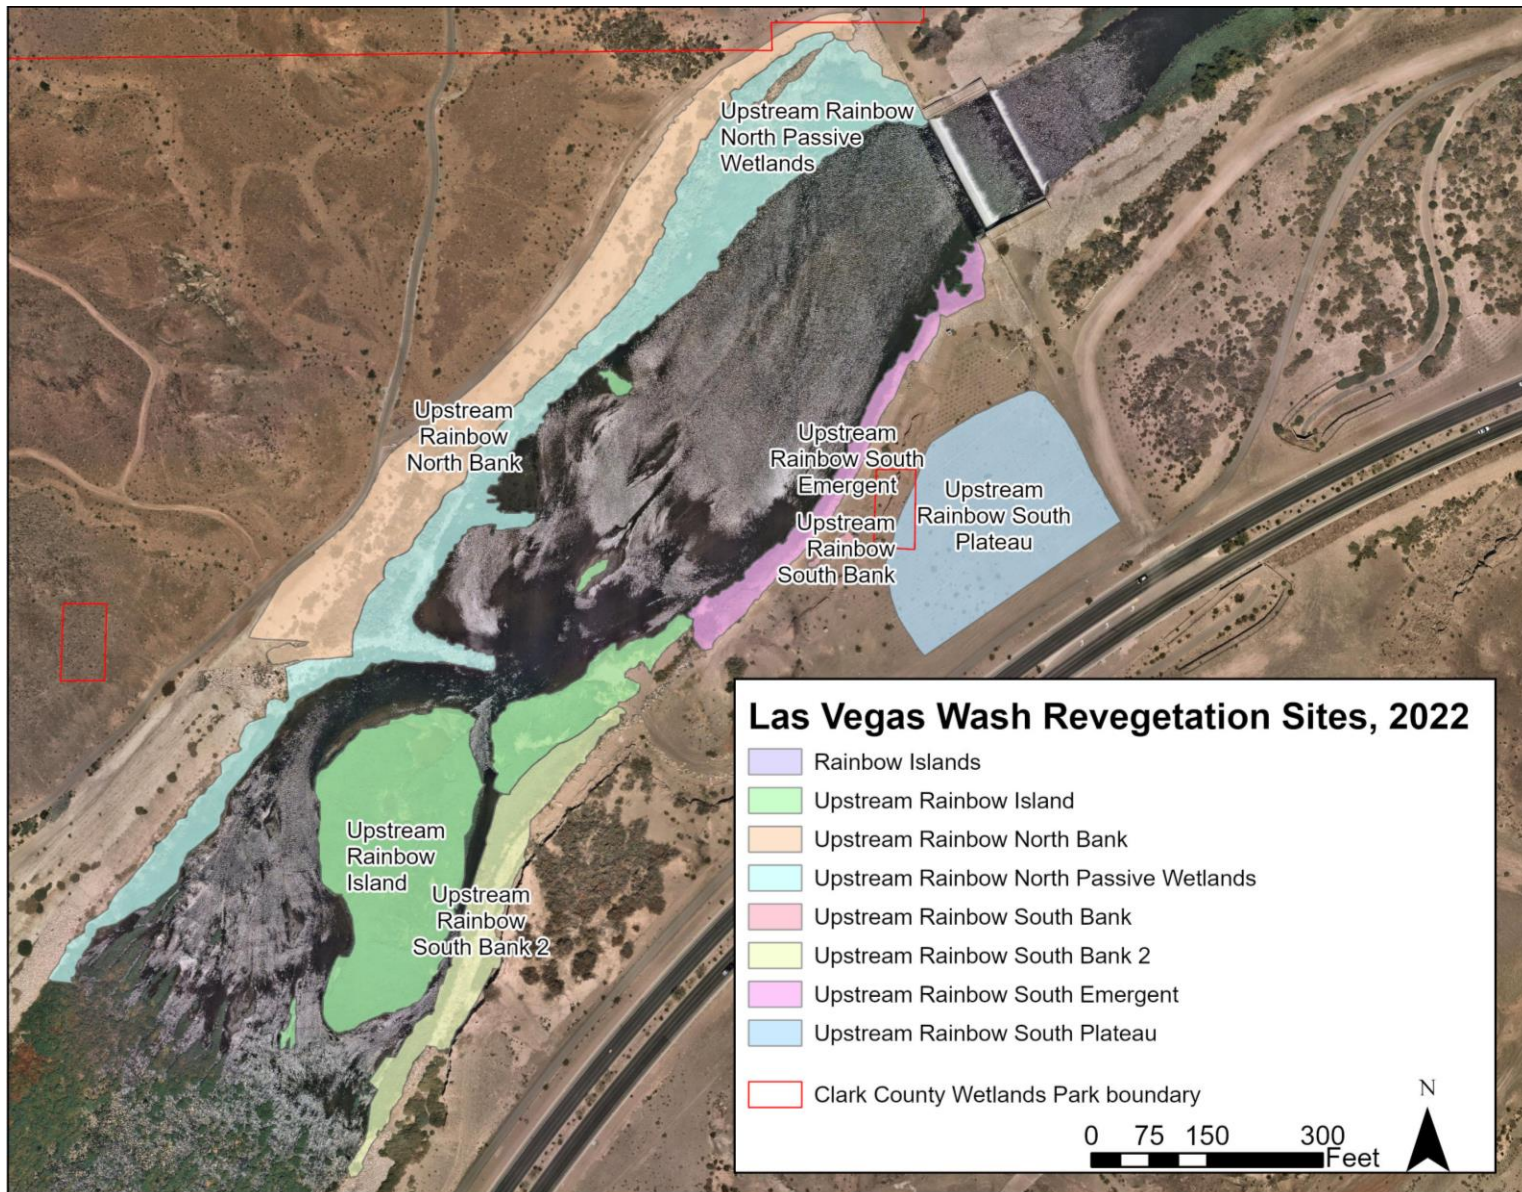 Upstream Rainbow
North Passive
Wetlands
Upstream
Rainbow
North Bank
Upstream
Rainbow South
Emergent
Upstream
Rainbow South
Plateau
Upstream
Rainbow
South Bank
Upstream
Rainbow
Island
Upstream
Rainbow
South Bank 2
Las Vegas Wash Revegetation Sites, 2022
Rainbow Islands
Upstream Rainbow Island
Upstream Rainbow North Bank
Upstream Rainbow North Passive Wetlands
Upstream Rainbow South Bank
Upstream Rainbow South Bank 2
Upstream Rainbow South Emergent
Upstream Rainbow South Plateau
Clark County Wetlands Park boundary
N
0 75 150 300
Feet